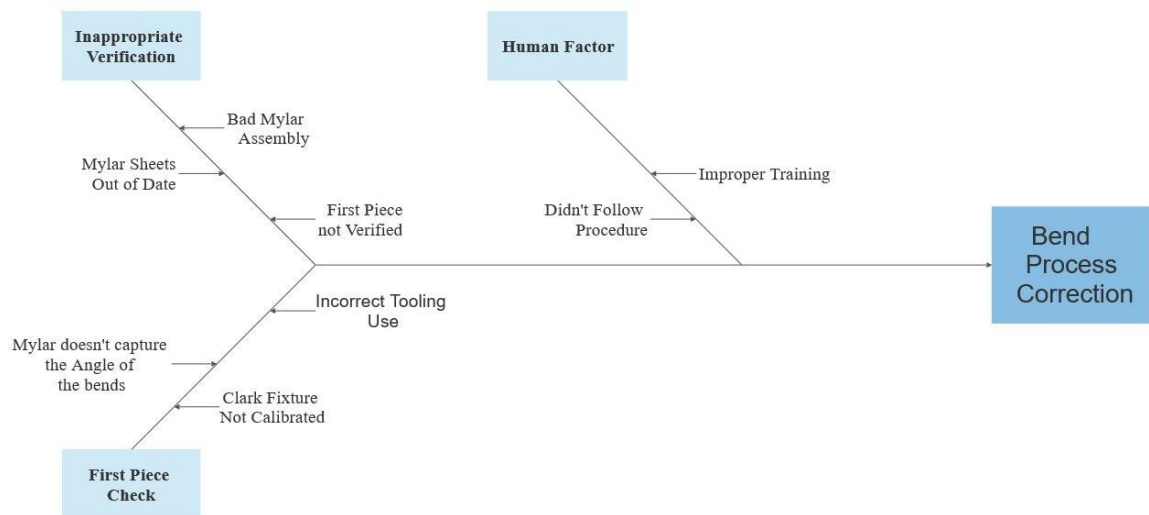 Inappropriate
Verification
Human Factor
Bad Mylar
Assembly
Mylar Sheets
Out of Date
First Piece
not Verified
Improper Training
Didn't Follow
Procedure
Bend
Process
Correction
Incorrect Tooling
Use
Mylar doesn't capture
the Angle of
the bends
Clark Fixture
Not Calibrated
First Piece
Check